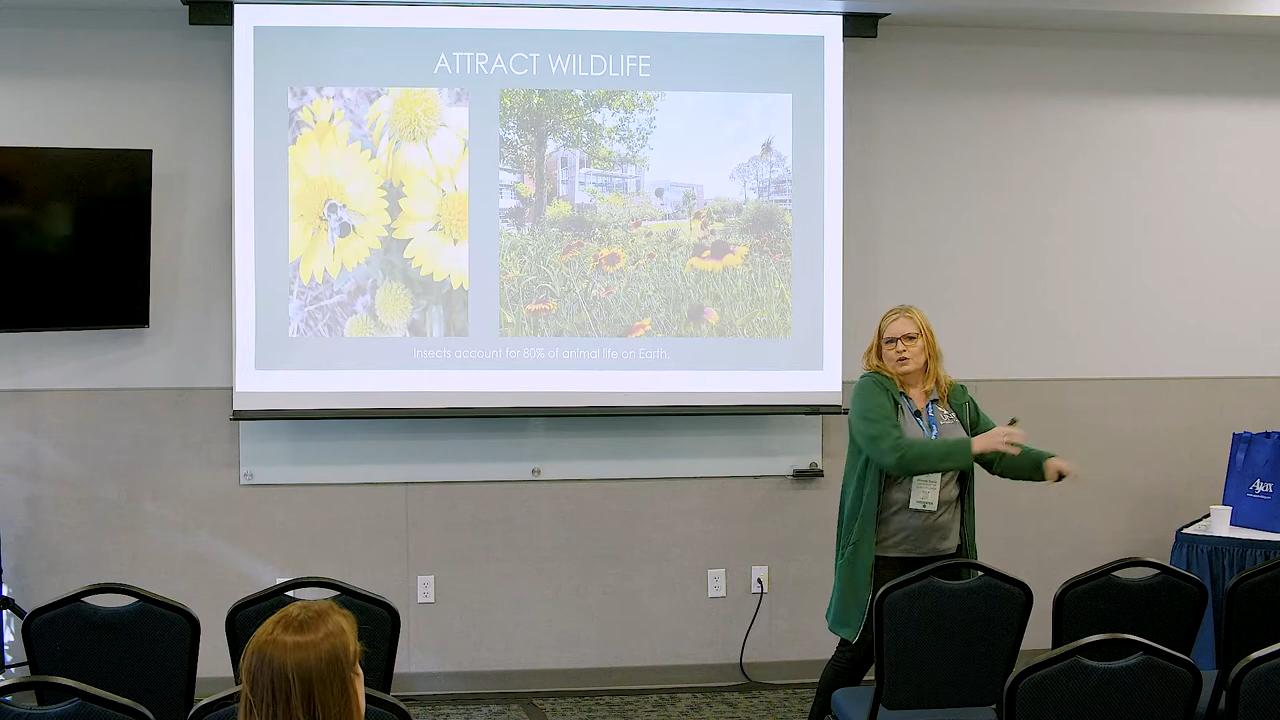 ATTRACT WILDLIFE
Insects account for 80% of animal life on Earth.
Ajax